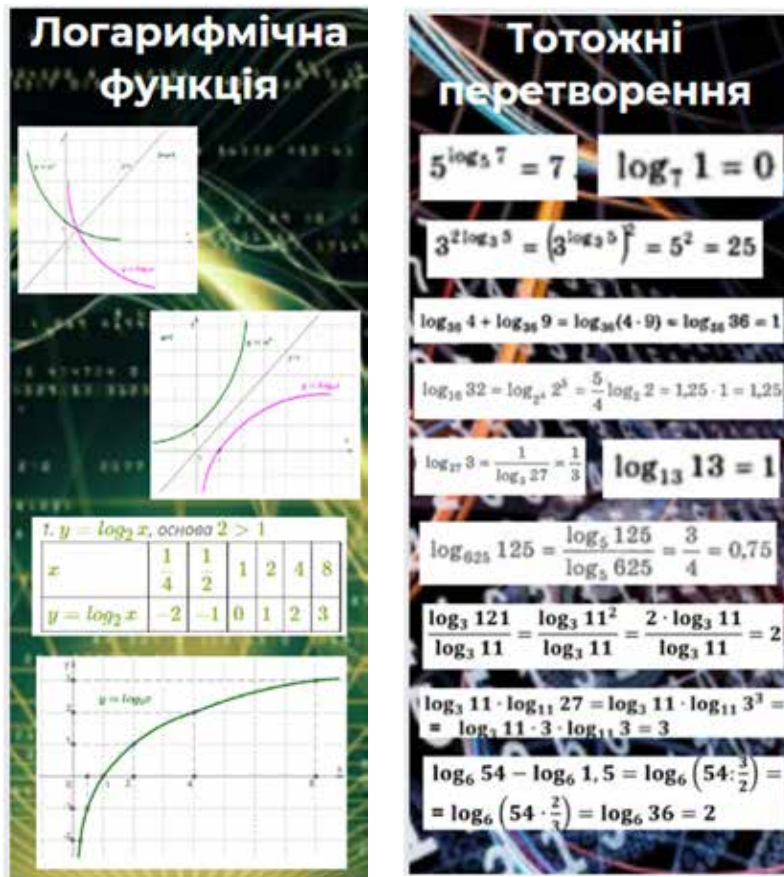 Логарифмічна
функція
y = log₂ x, основа 2 > 1
x 1/4 1/2 1 2 4 8
y = log₂ x −2 −1 0 1 2 3
y = log₂x
Тотожні
перетворення
5^(log₅ 7) = 7
log₇ 1 = 0
3^(2 log₃ 5) = (3^(log₃ 5))² = 5² = 25
log₃₆ 4 + log₃₆ 9 = log₃₆(4 · 9) = log₃₆ 36 = 1
log₁₆ 32 = log_(2⁴) 2⁵ = 5/4 log₂ 2 = 1,25 · 1 = 1,25
log₂₇ 3 = 1/(log₃ 27) = 1/3
log₁₃ 13 = 1
log₆₂₅ 125 = (log₅ 125)/(log₅ 625) = 3/4 = 0,75
(log₃ 121)/(log₃ 11) = (log₃ 11²)/(log₃ 11) = (2 · log₃ 11)/(log₃ 11) = 2
log₃ 11 · log₁₁ 27 = log₃ 11 · log₁₁ 3³ =
= log₃ 11 · 3 · log₁₁ 3 = 3
log₆ 54 − log₆ 1, 5 = log₆ (54: 3/2) =
= log₆ (54 · 2/3) = log₆ 36 = 2